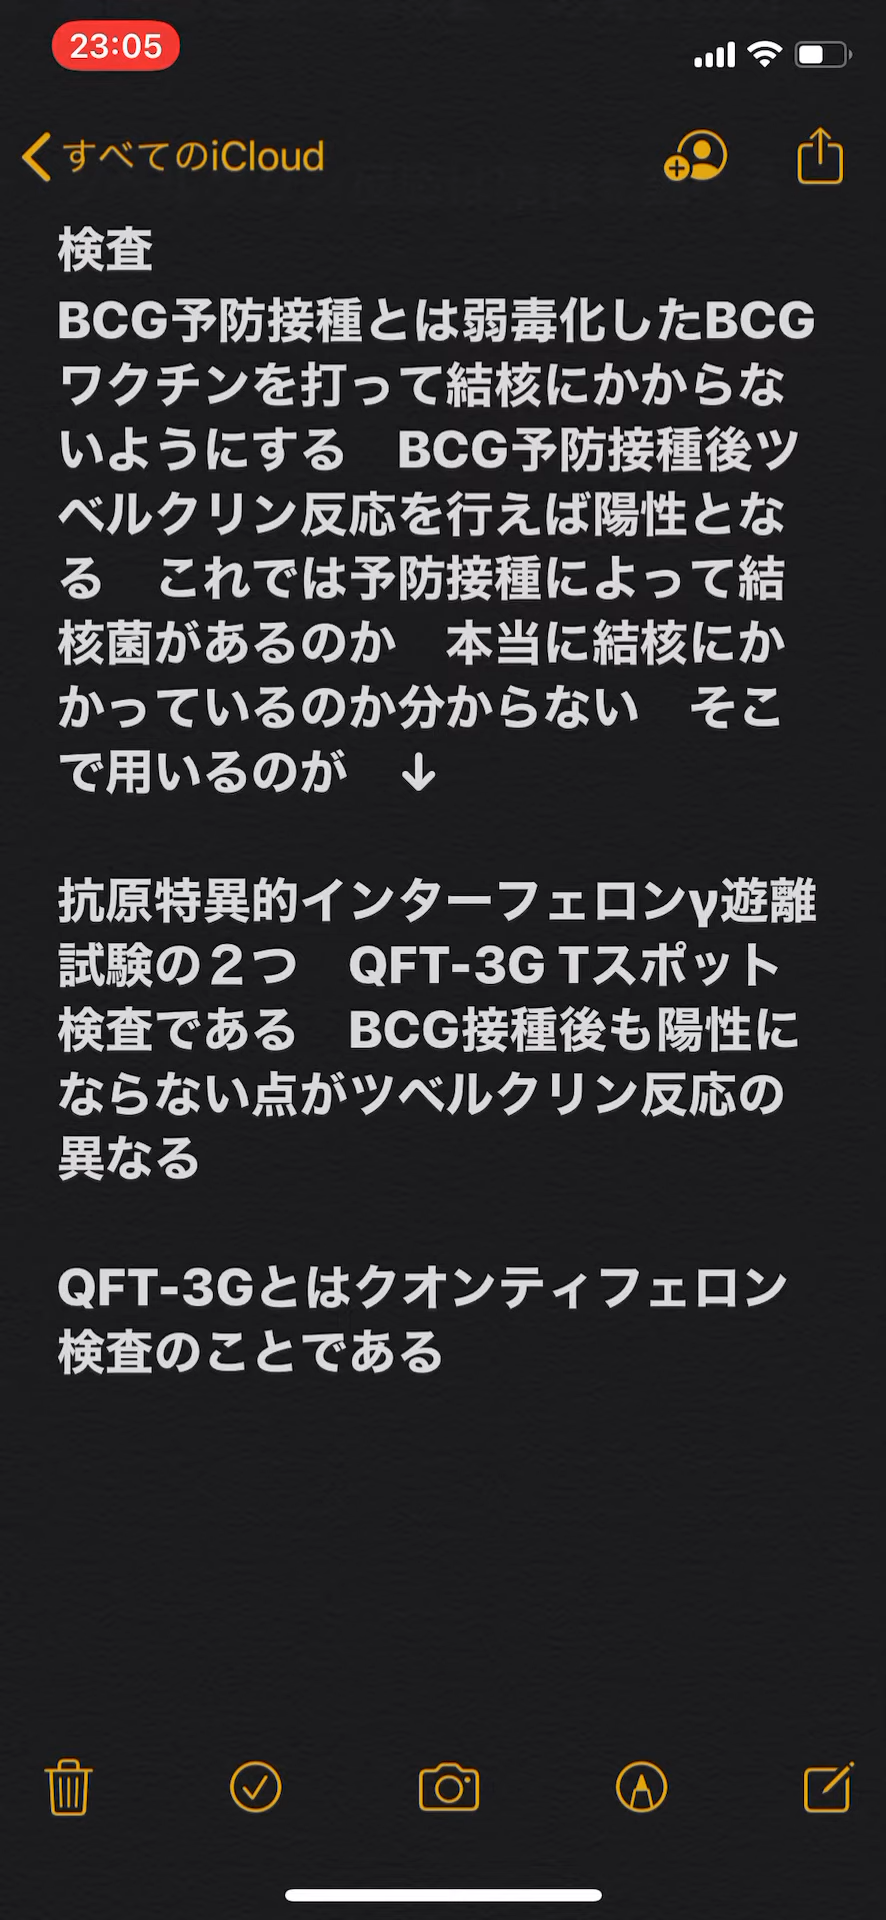 23:05
すべてのiCloud
検査
BCG予防接種とは弱毒化したBCG
ワクチンを打って結核にかからな
いようにする　BCG予防接種後ツ
ベルクリン反応を行えば陽性とな
る　これでは予防接種によって結
核菌があるのか　本当に結核にか
かっているのか分からない　そこ
で用いるのが　↓
抗原特異的インターフェロンγ遊離
試験の２つ　QFT-3G Tスポット
検査である　BCG接種後も陽性に
ならない点がツベルクリン反応の
異なる
QFT-3Gとはクオンティフェロン
検査のことである